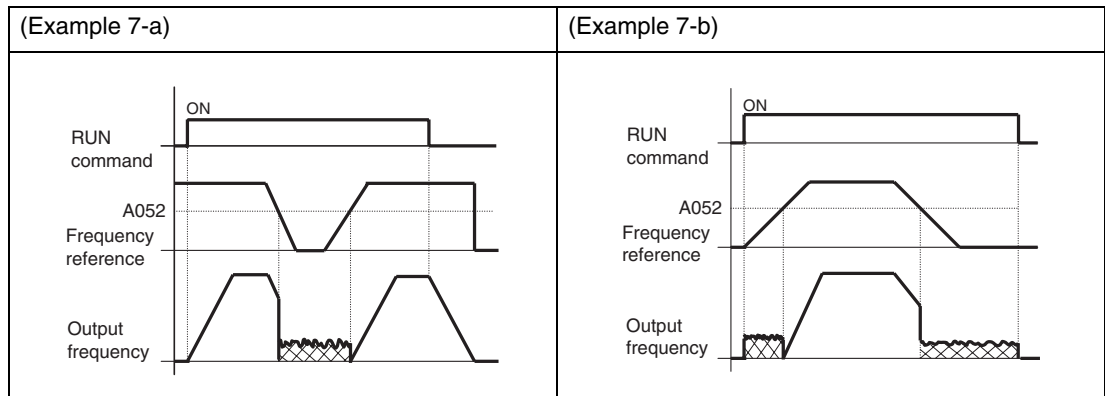 (Example 7-a)
ON
RUN
command
A052
Frequency
reference
Output
frequency
(Example 7-b)
ON
RUN
command
A052
Frequency
reference
Output
frequency